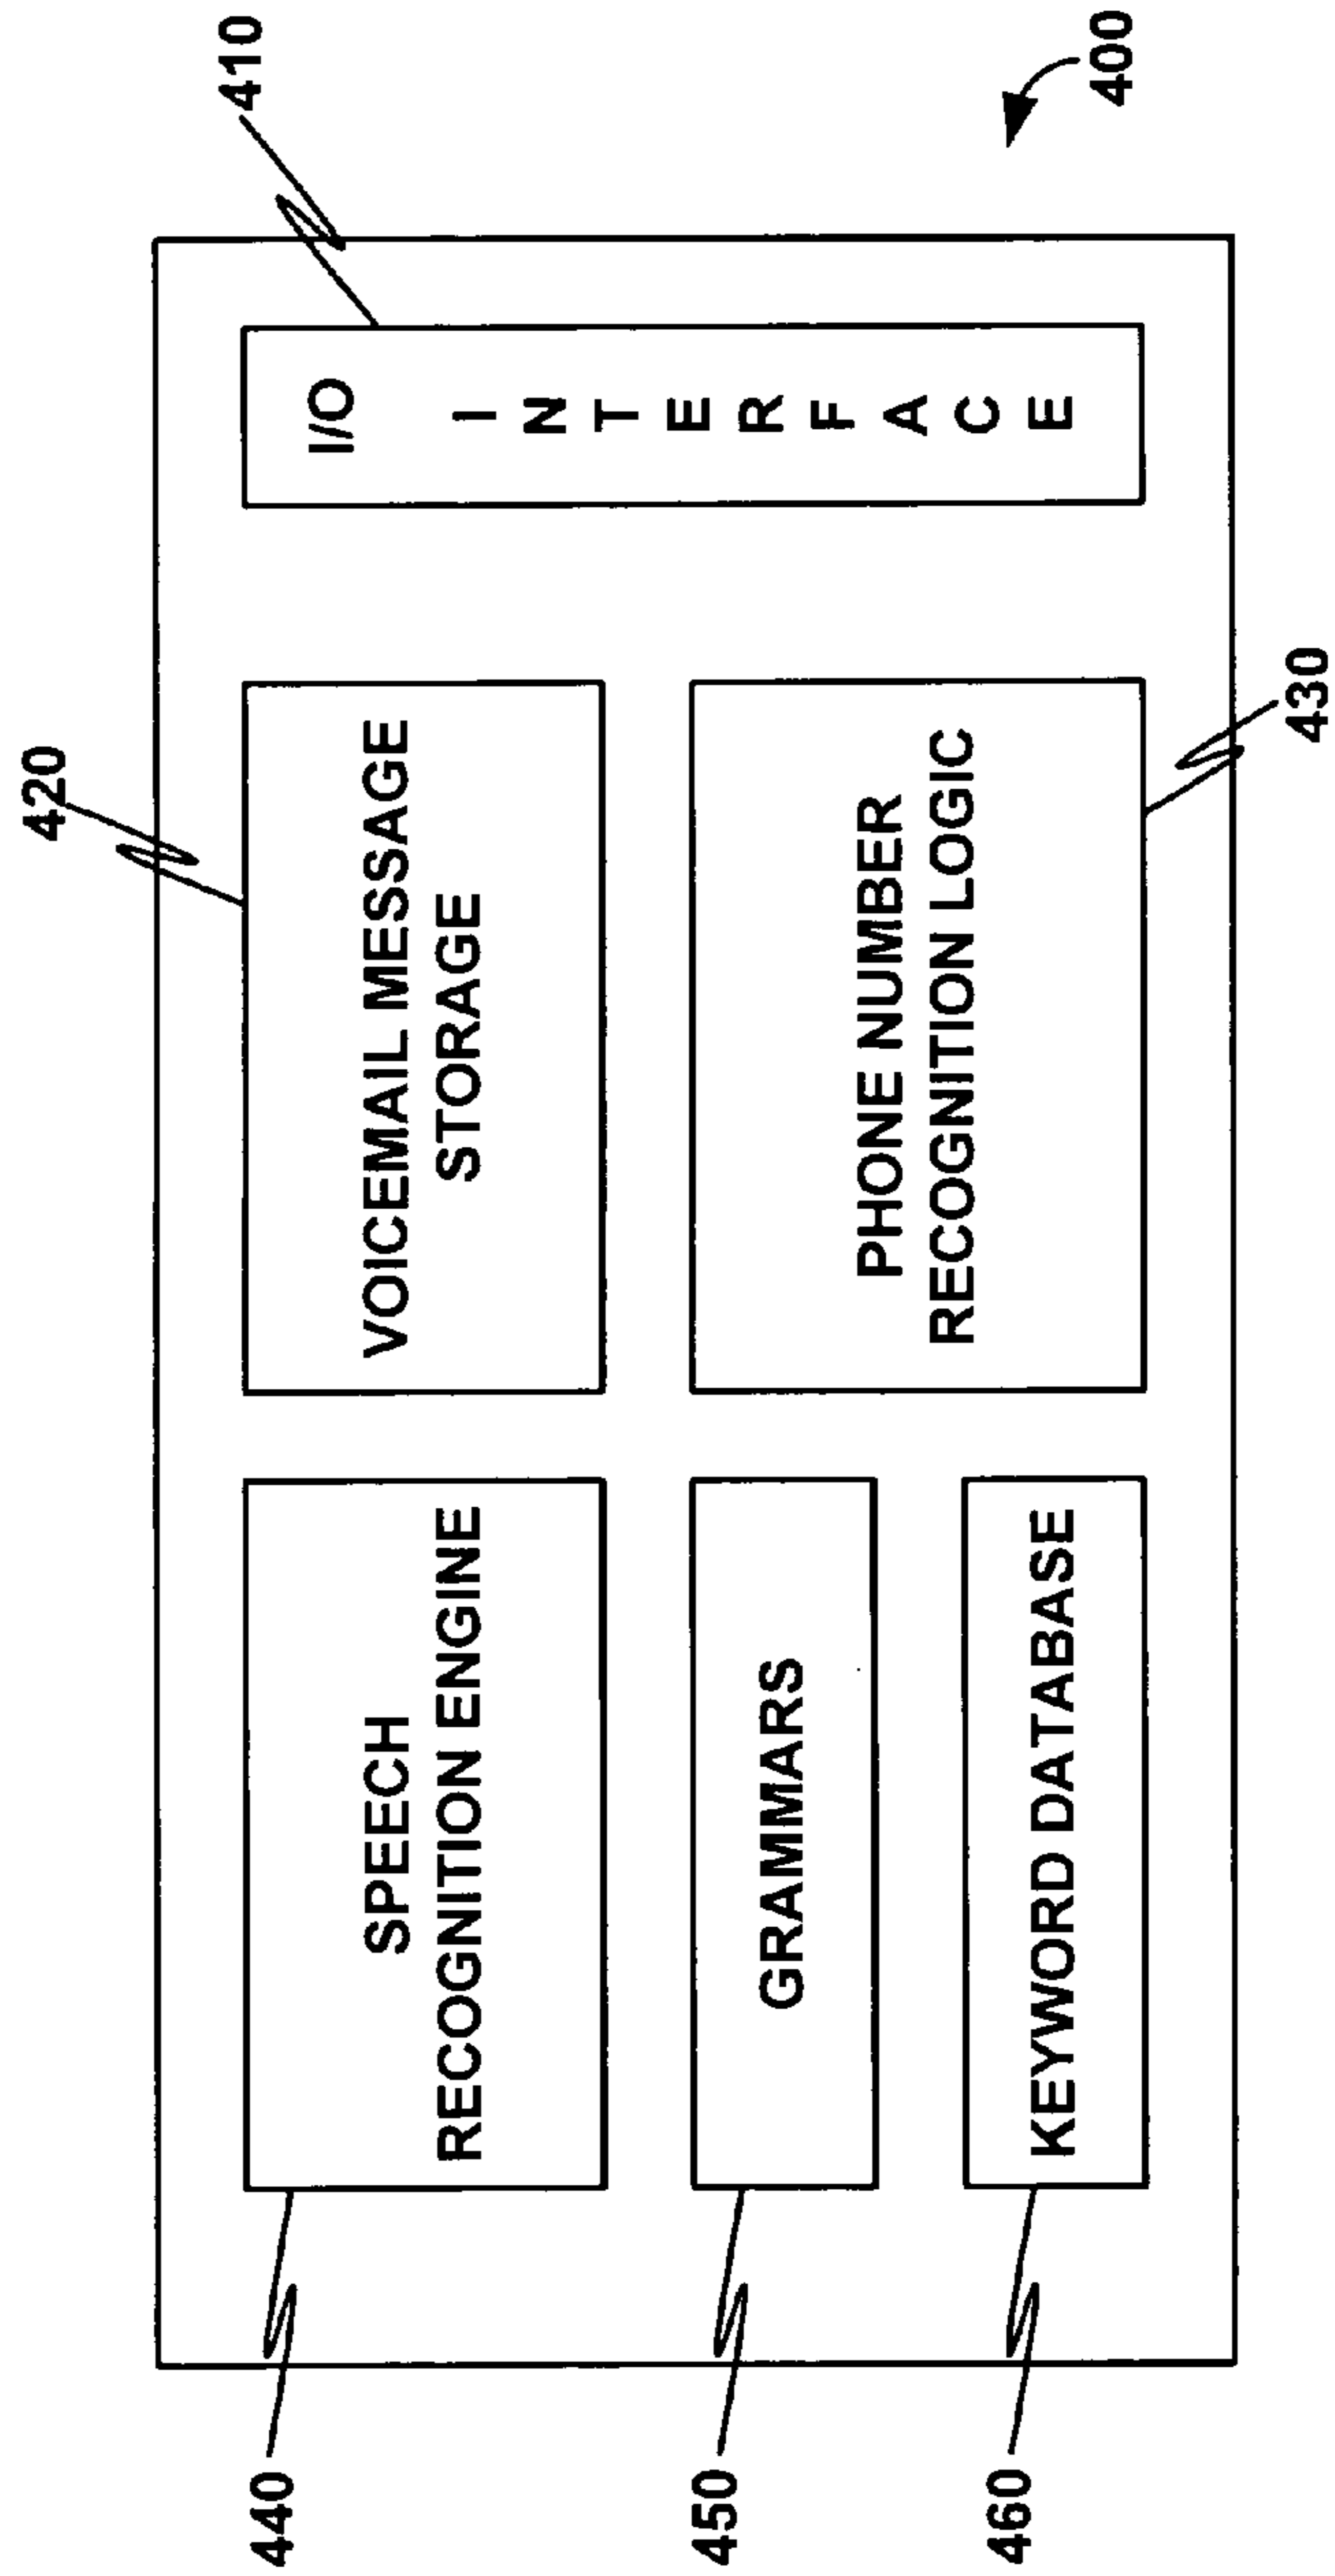 420
410
440
SPEECH
RECOGNITION ENGINE
VOICEMAIL MESSAGE
STORAGE
I/O
I
N
T
E
R
F
A
C
E
450
GRAMMARS
PHONE NUMBER
RECOGNITION LOGIC
460
KEYWORD DATABASE
430
400